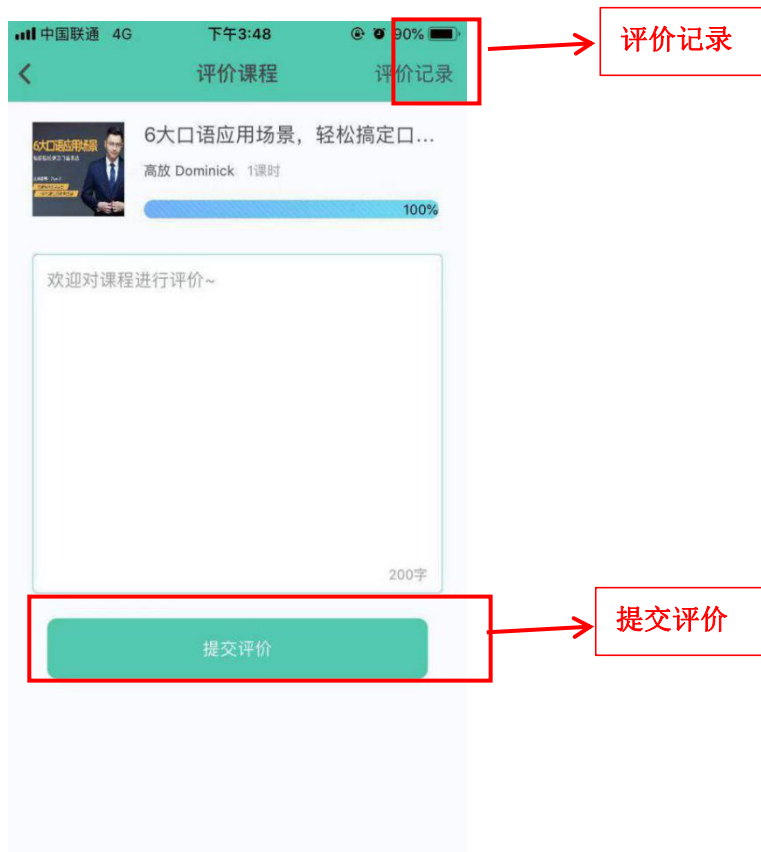 中国联通 4G 下午3:48 90%
评价记录
评价课程 评价记录
6大口语应用场景，轻松搞定口...
6大口语应用场景
高放 Dominick 1课时
100%
欢迎对课程进行评价~
200字
提交评价
提交评价